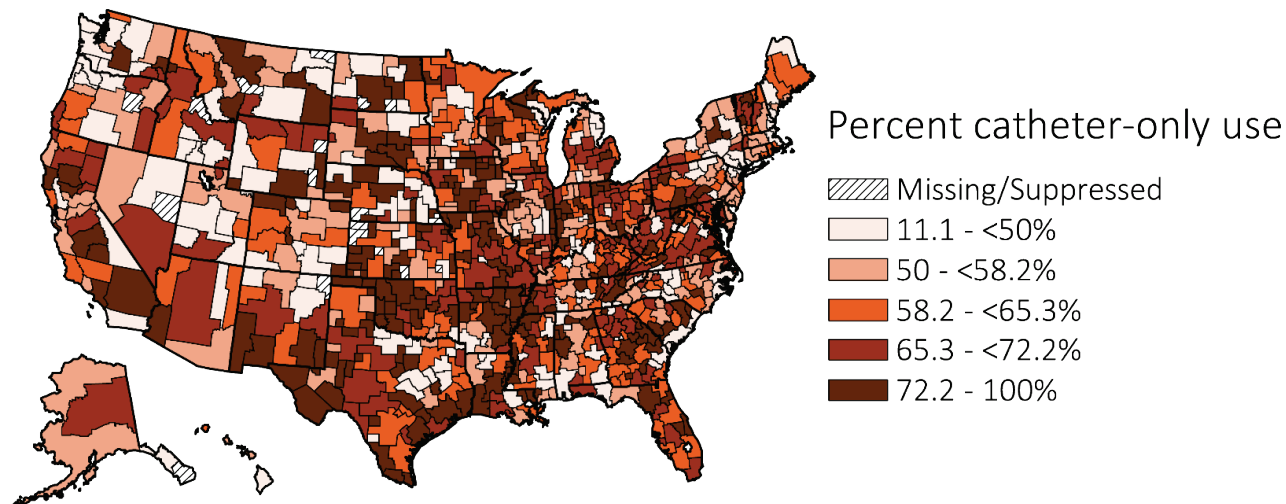 Percent catheter-only use
Missing/Suppressed
11.1 - <50%
50 - <58.2%
58.2 - <65.3%
65.3 - <72.2%
72.2 - 100%